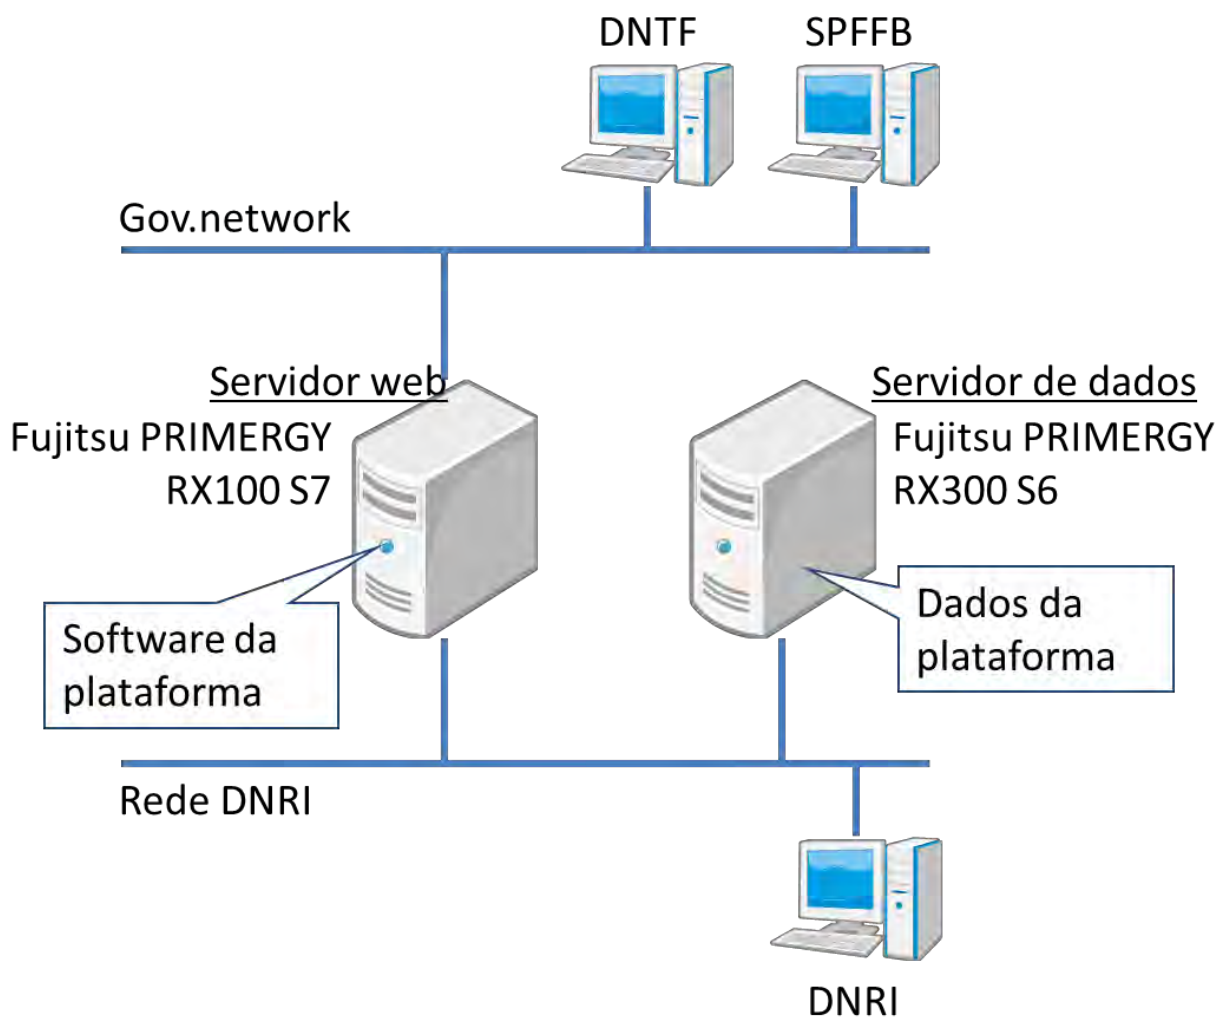 DNTF
SPFFB
Gov.network
Servidor web
Fujitsu PRIMERGY
RX100 S7
Servidor de dados
Fujitsu PRIMERGY
RX300 S6
Software da
plataforma
Dados da
plataforma
Rede DNRI
DNRI